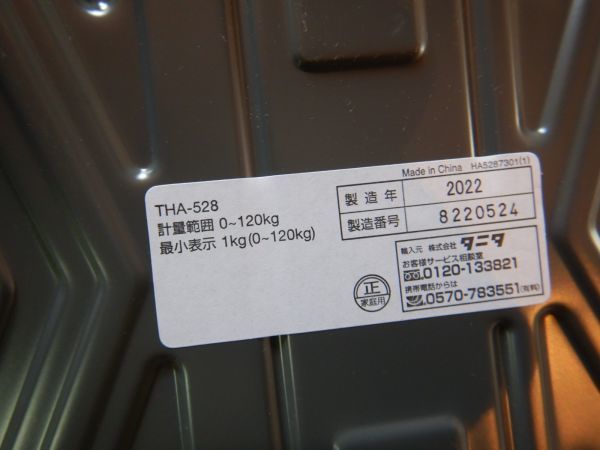 Made in China HA5287301(1)
THA-528
計量範囲 0~120kg
最小表示 1kg(0~120kg)
製造年 2022
製造番号 8220524
輸入元 株式会社 タニタ
お客様サービス相談室
0120-133821
携帯電話からは
0570-783551(有料)
正
家庭用